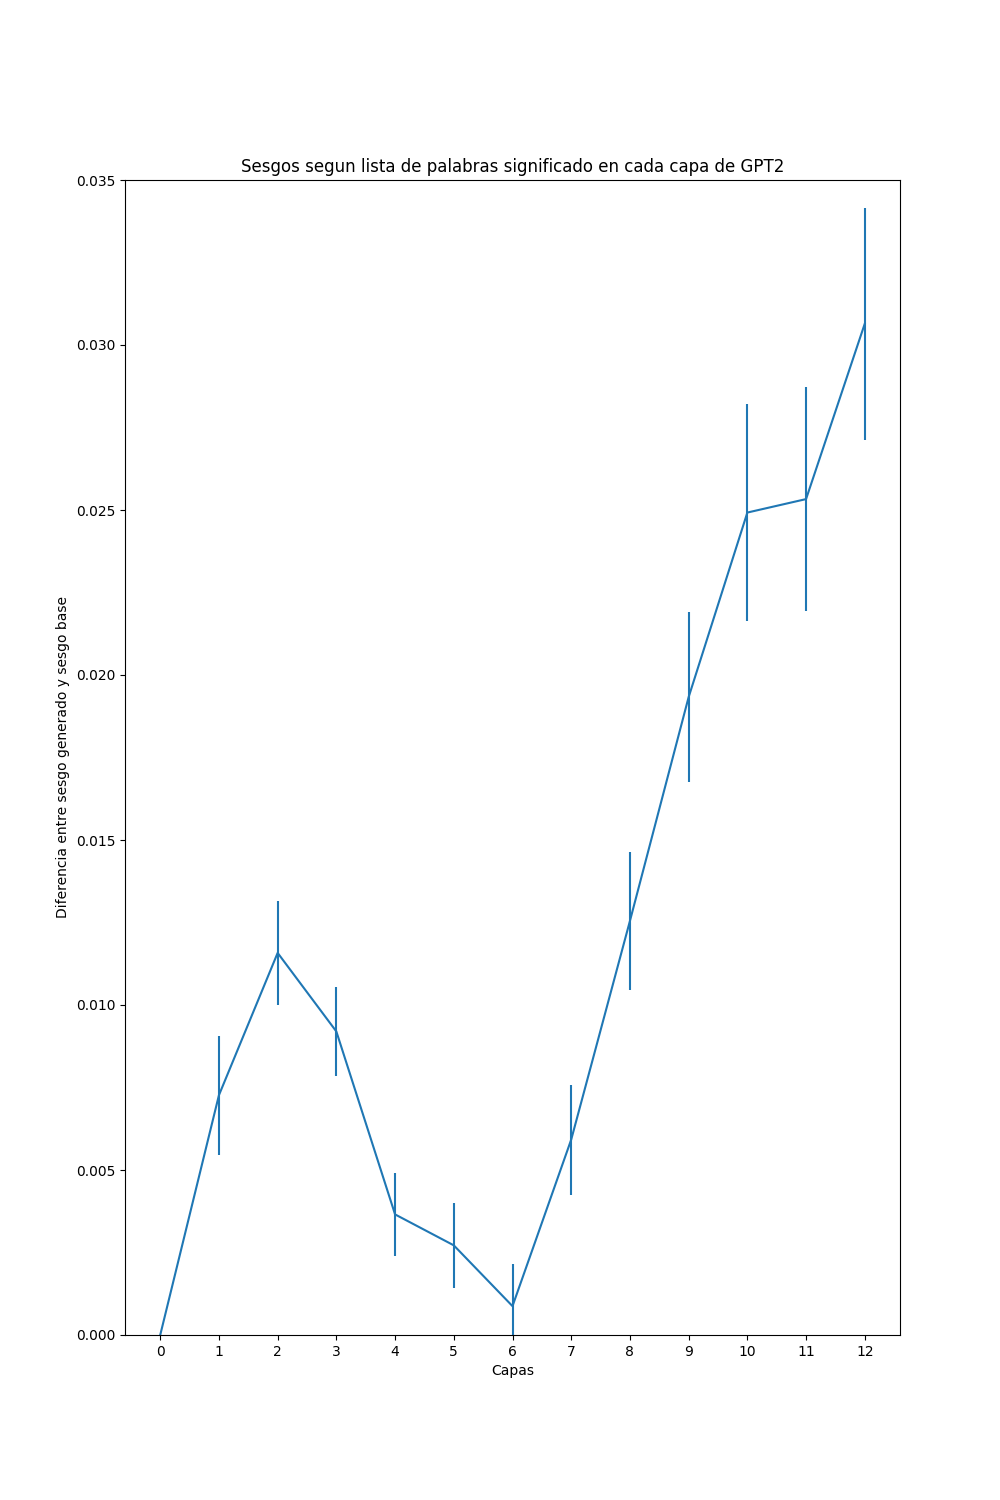 Sesgos segun lista de palabras significado en cada capa de GPT2
0.035
0.030
0.025
0.020
0.015
0.010
0.005
0.000
Diferencia entre sesgo generado y sesgo base
0 1 2 3 4 5 6 7 8 9 10 11 12
Capas